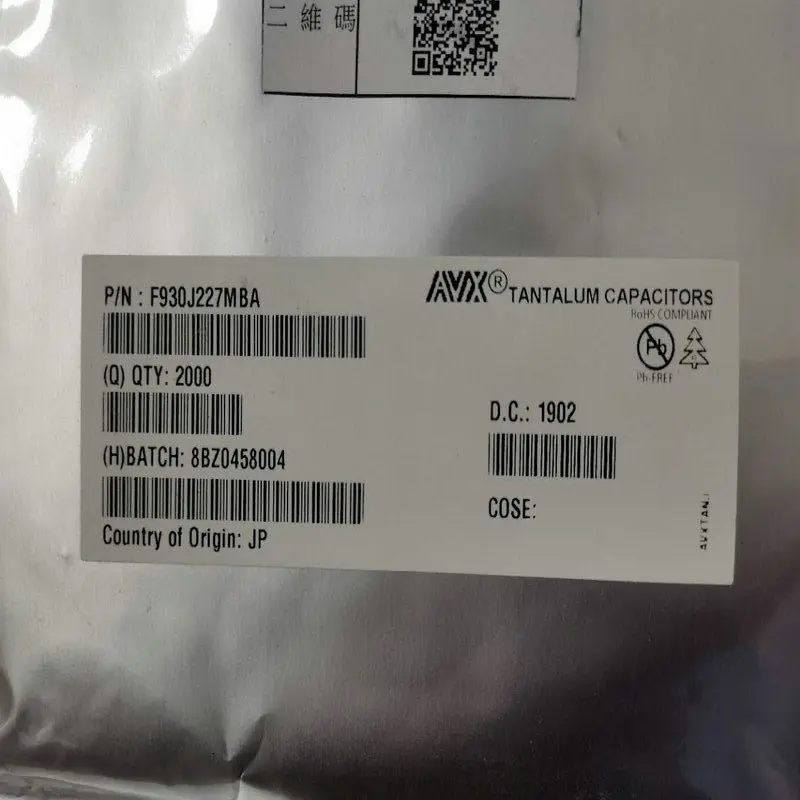 二維碼
AVX® TANTALUM CAPACITORS
RoHS COMPLIANT
Pb
Pb-FREE
P/N : F930J227MBA
(Q) QTY: 2000
D.C.: 1902
(H)BATCH: 8BZ0458004
COSE:
Country of Origin: JP